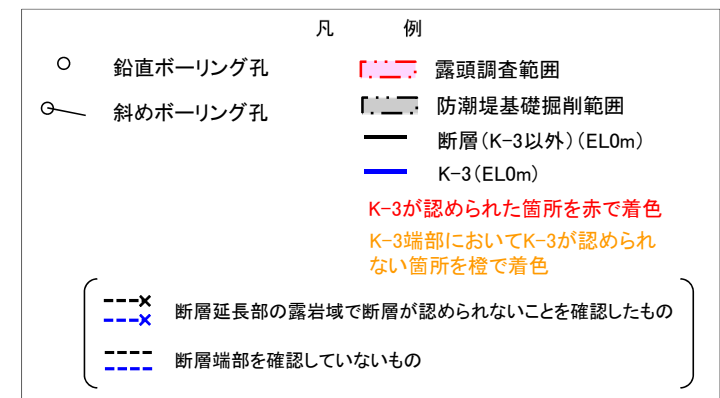 凡 例
鉛直ボーリング孔
露頭調査範囲
斜めボーリング孔
防潮堤基礎掘削範囲
断層(K-3以外)(EL0m)
K-3(EL0m)
K-3が認められた箇所を赤で着色
K-3端部においてK-3が認められ
ない箇所を橙で着色
断層延長部の露岩域で断層が認められないことを確認したもの
断層端部を確認していないもの